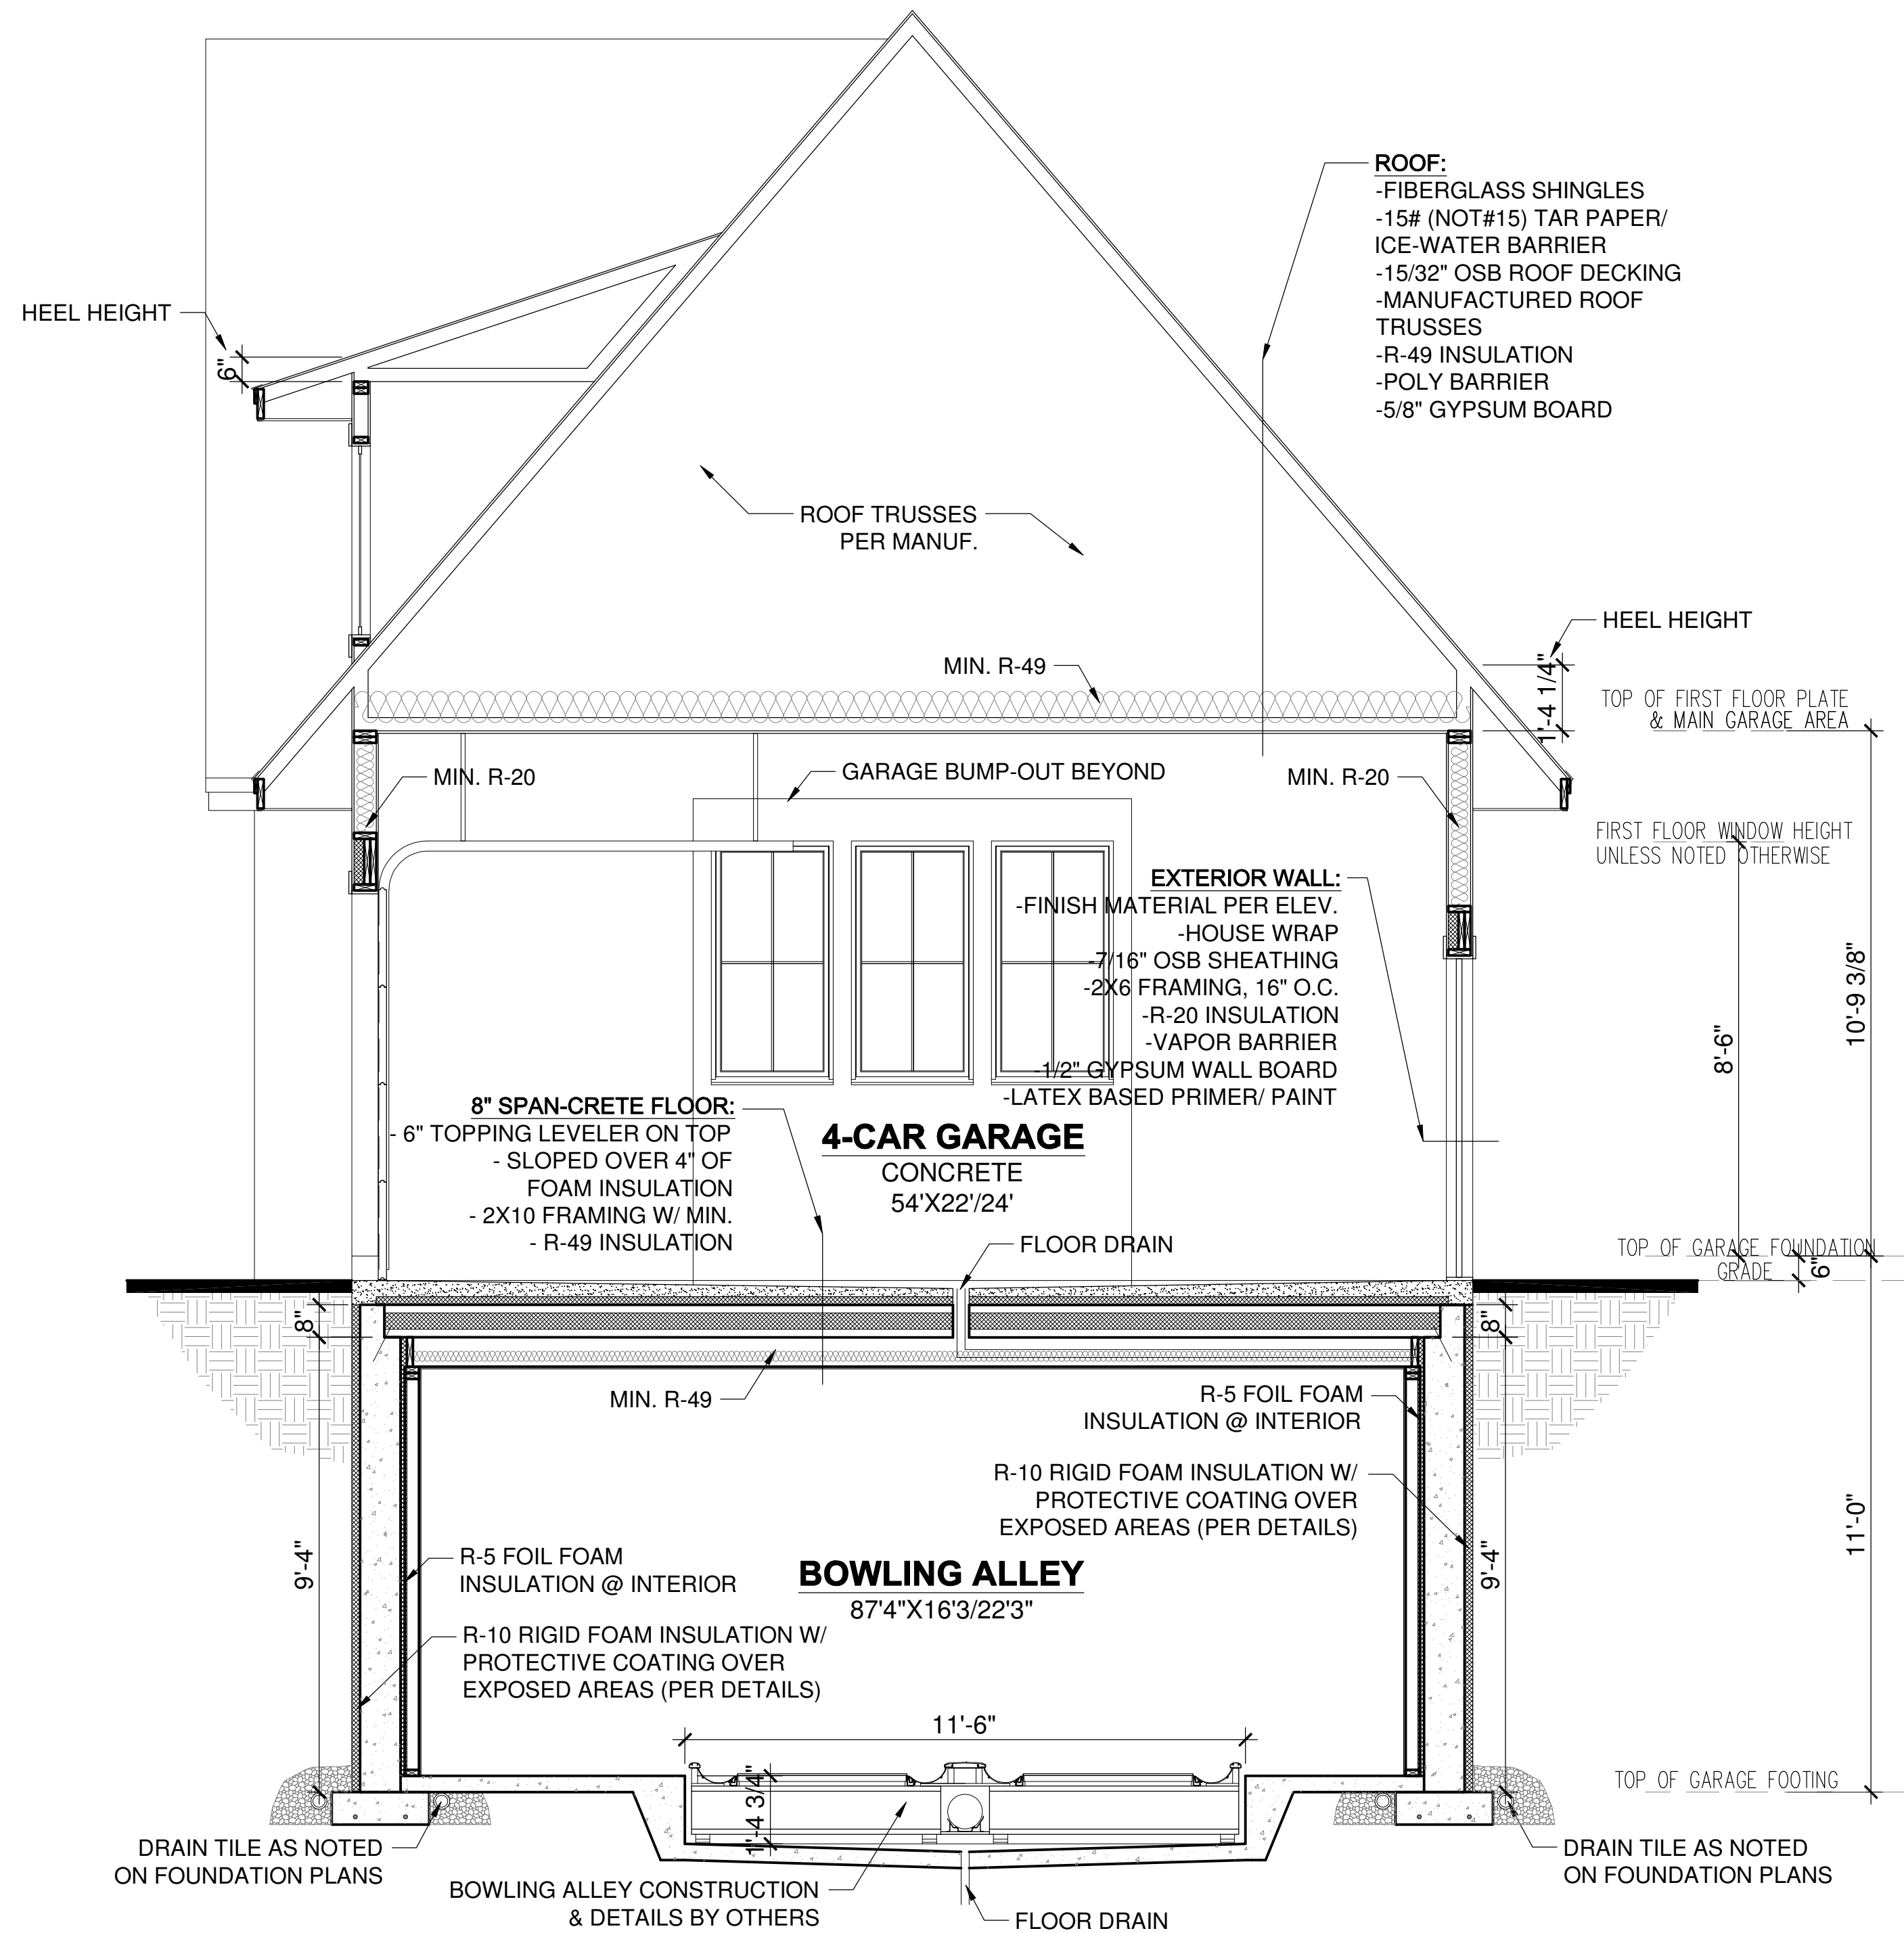 ROOF:
-FIBERGLASS SHINGLES
-15# (NOT#15) TAR PAPER/
ICE-WATER BARRIER
-15/32" OSB ROOF DECKING
-MANUFACTURED ROOF
TRUSSES
-R-49 INSULATION
-POLY BARRIER
-5/8" GYPSUM BOARD
HEEL HEIGHT
6"
ROOF TRUSSES
PER MANUF.
HEEL HEIGHT
1'-4 1/4"
MIN. R-49
TOP OF FIRST FLOOR PLATE
& MAIN GARAGE AREA
MIN. R-20
GARAGE BUMP-OUT BEYOND
MIN. R-20
FIRST FLOOR WINDOW HEIGHT
UNLESS NOTED OTHERWISE
EXTERIOR WALL:
-FINISH MATERIAL PER ELEV.
-HOUSE WRAP
-7/16" OSB SHEATHING
-2X6 FRAMING, 16" O.C.
-R-20 INSULATION
-VAPOR BARRIER
-1/2" GYPSUM WALL BOARD
-LATEX BASED PRIMER/ PAINT
10'-9 3/8"
8'-6"
8" SPAN-CRETE FLOOR:
- 6" TOPPING LEVELER ON TOP
- SLOPED OVER 4" OF
FOAM INSULATION
- 2X10 FRAMING W/ MIN.
- R-49 INSULATION
4-CAR GARAGE
CONCRETE
54'X22'/24'
FLOOR DRAIN
TOP OF GARAGE FOUNDATION
GRADE
6"
8"
8"
MIN. R-49
R-5 FOIL FOAM
INSULATION @ INTERIOR
R-10 RIGID FOAM INSULATION W/
PROTECTIVE COATING OVER
EXPOSED AREAS (PER DETAILS)
11'-0"
9'-4"
9'-4"
R-5 FOIL FOAM
INSULATION @ INTERIOR
BOWLING ALLEY
87'4"X16'3/22'3"
R-10 RIGID FOAM INSULATION W/
PROTECTIVE COATING OVER
EXPOSED AREAS (PER DETAILS)
11'-6"
1'-4 3/4"
TOP OF GARAGE FOOTING
DRAIN TILE AS NOTED
ON FOUNDATION PLANS
BOWLING ALLEY CONSTRUCTION
& DETAILS BY OTHERS
FLOOR DRAIN
DRAIN TILE AS NOTED
ON FOUNDATION PLANS